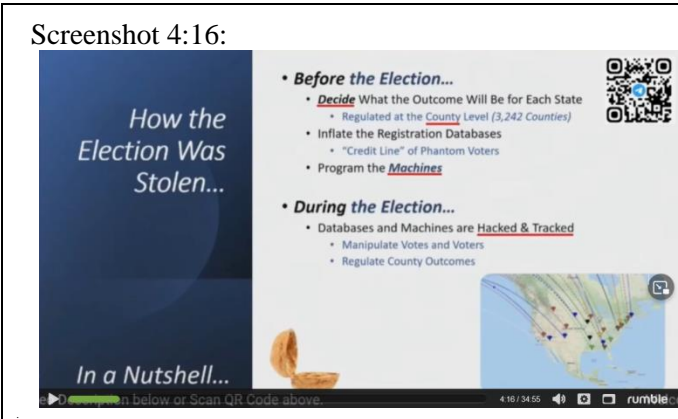 Screenshot 4:16:
How the
Election Was
Stolen...
In a Nutshell...
• Before the Election...
• Decide What the Outcome Will Be for Each State
• Regulated at the County Level (3,242 Counties)
• Inflate the Registration Databases
• "Credit Line" of Phantom Voters
• Program the Machines
• During the Election...
• Databases and Machines are Hacked & Tracked
• Manipulate Votes and Voters
• Regulate County Outcomes
below or Scan QR Code above.
4:16 / 34:55
rumble